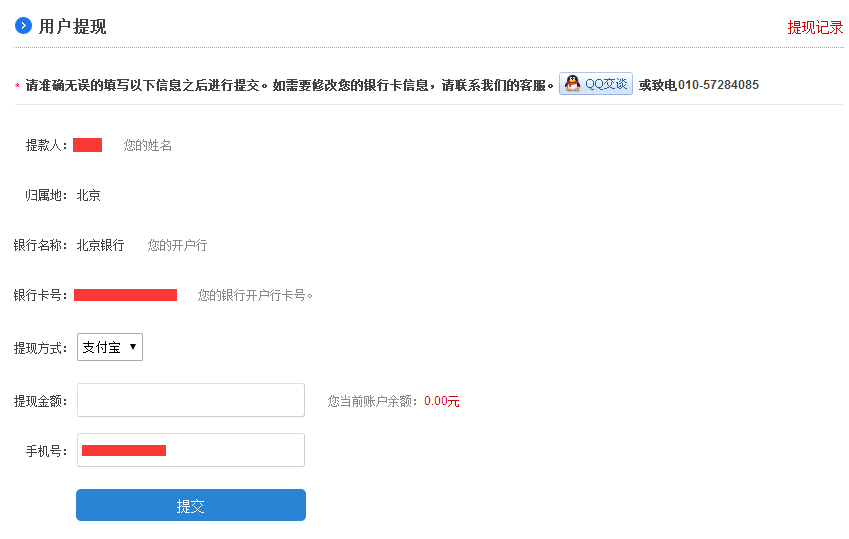 用户提现
提现记录
* 请准确无误的填写以下信息之后进行提交。如需要修改您的银行卡信息，请联系我们的客服。 QQ交谈 或致电010-57284085
提款人： 您的姓名
归属地： 北京
银行名称： 北京银行 您的开户行
银行卡号： 您的银行开户行卡号。
提现方式： 支付宝
提现金额： 您当前账户余额：0.00元
手机号：
提交